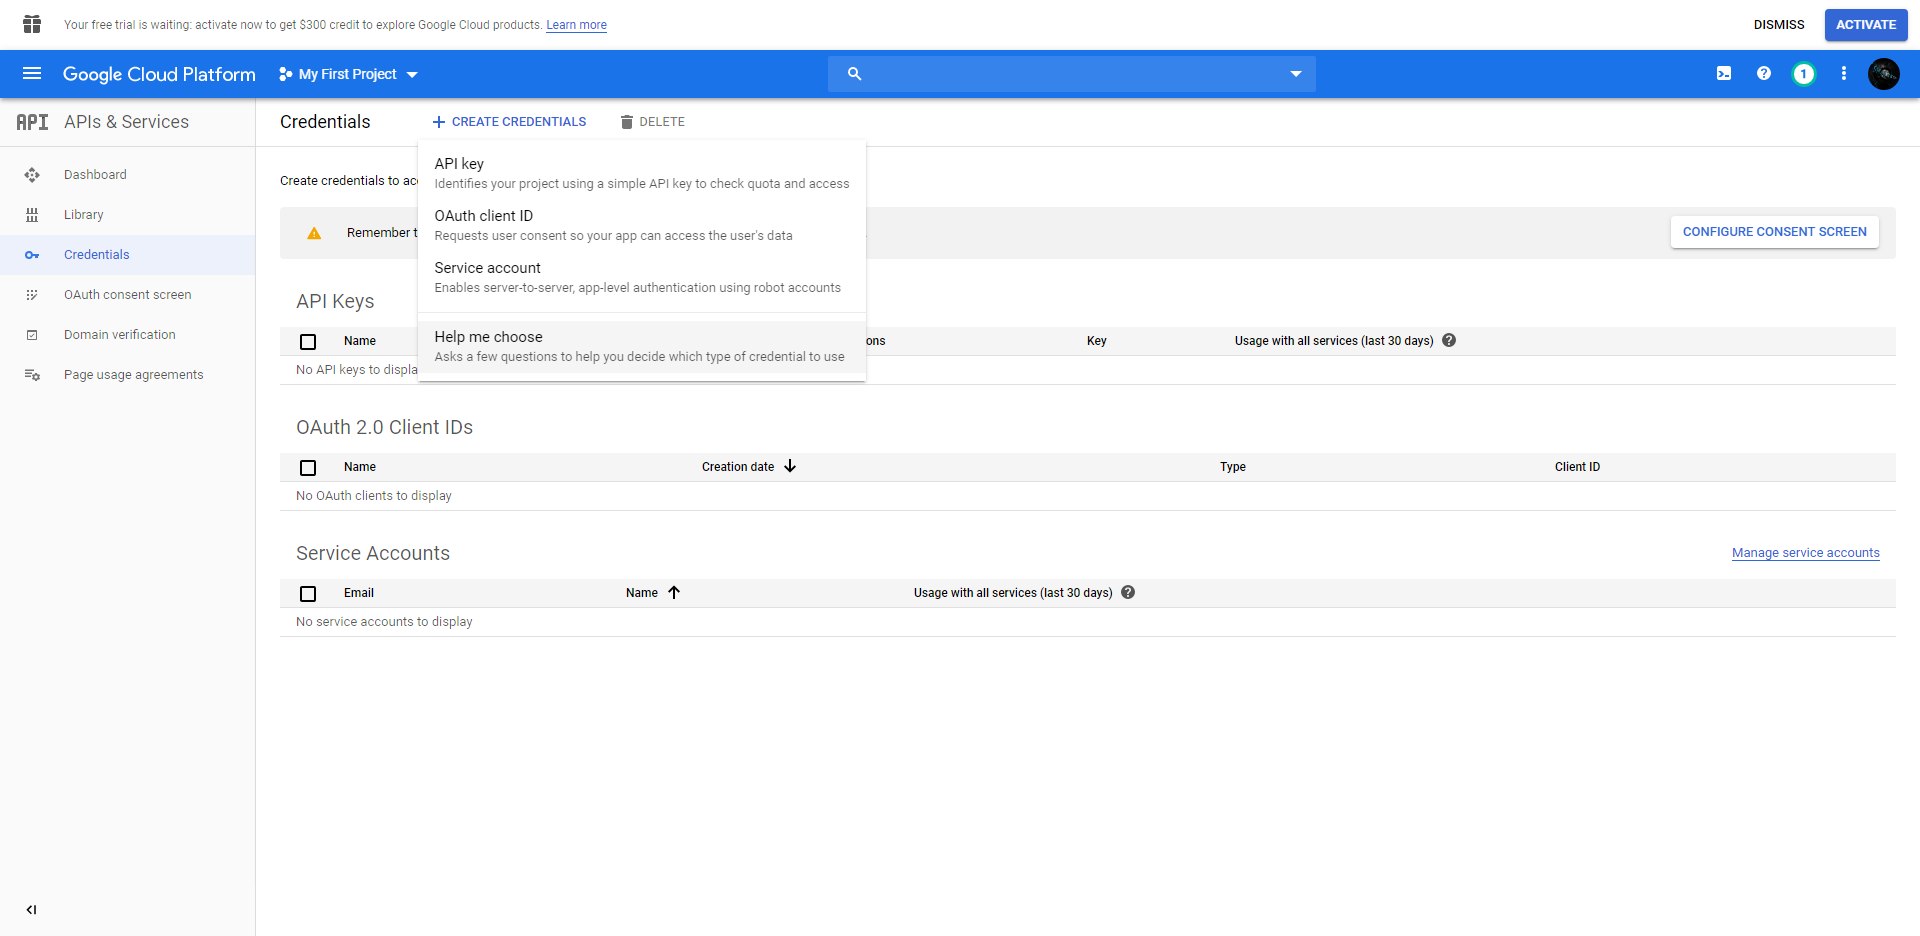 Your free trial is waiting: activate now to get $300 credit to explore Google Cloud products. Learn more
DISMISS
ACTIVATE
Google Cloud Platform
My First Project
1
API APIs & Services
Credentials
CREATE CREDENTIALS
DELETE
Dashboard
Library
Credentials
OAuth consent screen
Domain verification
Page usage agreements
Create credentials to
API key
Identifies your project using a simple API key to check quota and access
OAuth client ID
Requests user consent so your app can access the user's data
Service account
Enables server-to-server, app-level authentication using robot accounts
Help me choose
Asks a few questions to help you decide which type of credential to use
Remember
CONFIGURE CONSENT SCREEN
API Keys
Name
Key
Usage with all services (last 30 days)
No API keys to
OAuth 2.0 Client IDs
Name
Creation date
Type
Client ID
No OAuth clients to display
Service Accounts
Manage service accounts
Email
Name
Usage with all services (last 30 days)
No service accounts to display